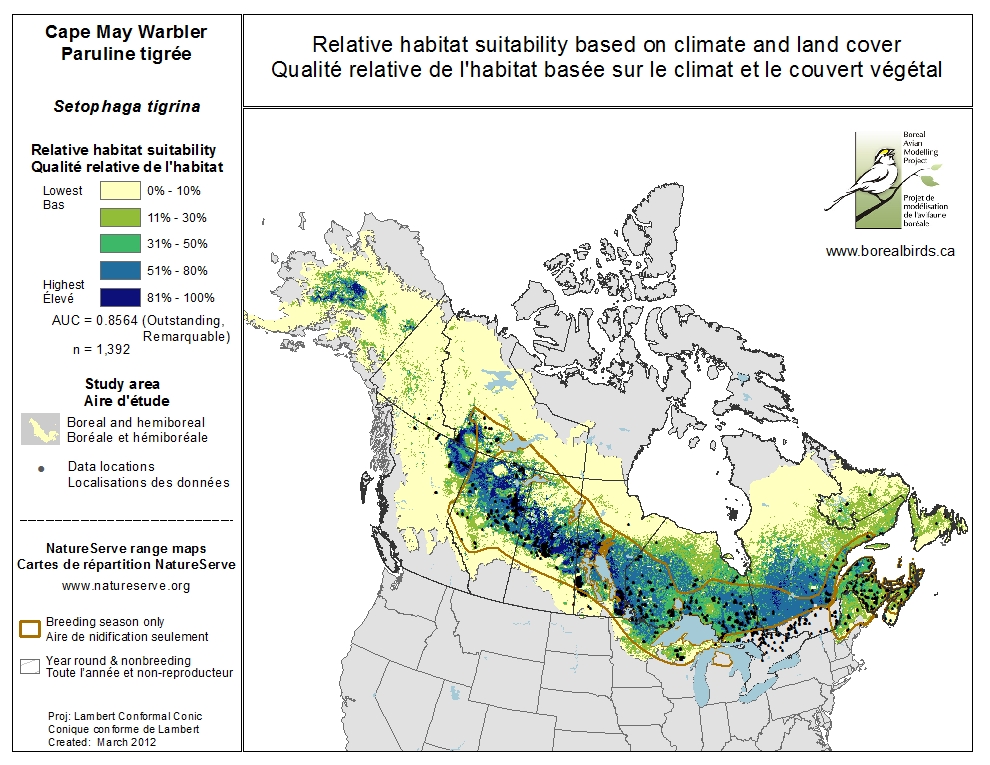 Cape May Warbler
Paruline tigrée
Setophaga tigrina
Relative habitat suitability
Qualité relative de l'habitat
Lowest
Bas
0% - 10%
11% - 30%
31% - 50%
51% - 80%
Highest
Élevé
81% - 100%
AUC = 0.8564 (Outstanding,
Remarquable)
n = 1,392
Study area
Aire d'étude
Boreal and hemiboreal
Boréale et hémiboréale
Data locations
Localisations des données
NatureServe range maps
Cartes de répartition NatureServe
www.natureserve.org
Breeding season only
Aire de nidification seulement
Year round & nonbreeding
Toute l'année et non-reproducteur
Proj: Lambert Conformal Conic
Conique conforme de Lambert
Created: March 2012
Relative habitat suitability based on climate and land cover
Qualité relative de l'habitat basée sur le climat et le couvert végétal
Boreal
Avian
Modelling
Project
Projet de
modélisation
de l'avifaune
boréale
www.borealbirds.ca